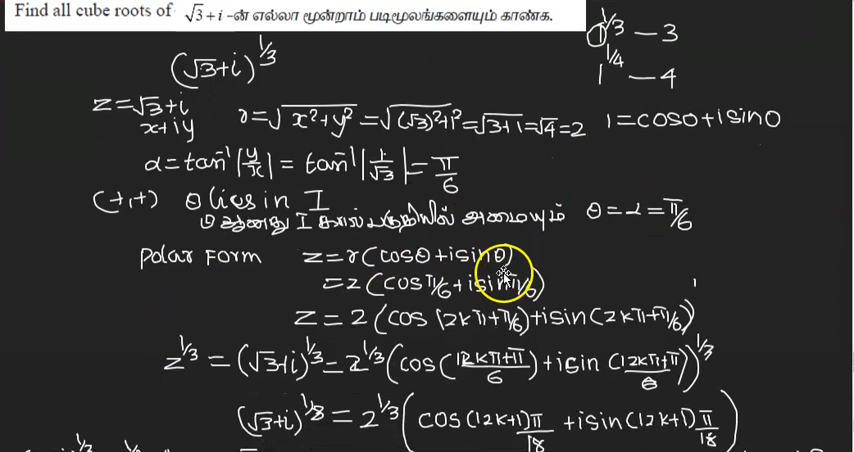 Find all cube roots of √3+i -ன் எல்லா மூன்றாம் படிமூலங்களையும் காண்க.
1^1/3 — 3
(√3+i)^1/3
1^1/4 — 4
z=√3+i
x+iy
r=√x²+y² = √(√3)²+1² = √3+1 = √4 = 2
1=cos0+isin0
α=tan⁻¹|y/x| = tan⁻¹|1/√3| = π/6
(+,+) θ lies in I
θ ஆனது I கால் பகுதியில் அமையும் θ = α = π/6
Polar Form z=r(cosθ+isinθ)
=2(cosπ/6+isinπ/6)
z = 2(cos(2kπ+π/6)+isin(2kπ+π/6))
z^1/3 = (√3+i)^1/3 = 2^1/3(cos(12kπ+π/6)+isin(12kπ+π/6))^1/3
(√3+i)^1/3 = 2^1/3(cos(12k+1)π/18 + isin(12k+1)π/18)